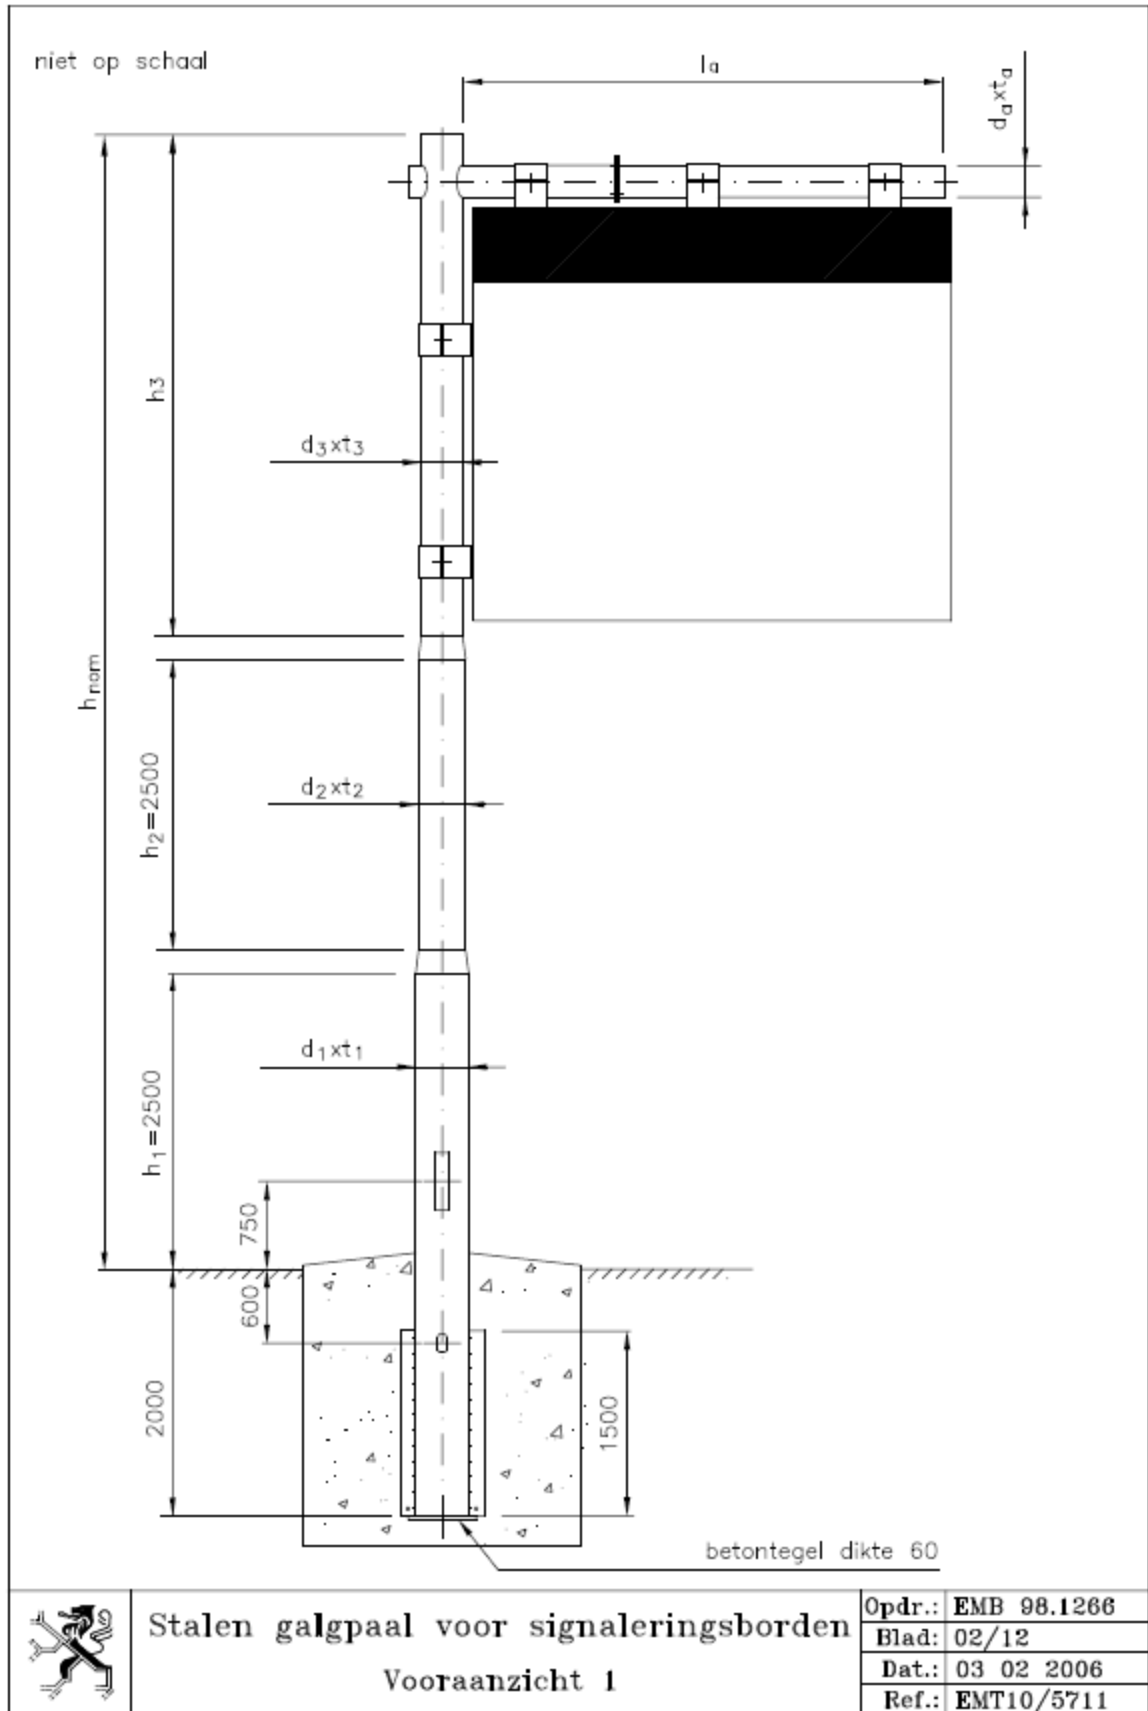 niet op schaal
la
daxta
h3
d3xt3
hnom
h2=2500
d2xt2
d1xt1
h1=2500
750
600
2000
1500
betontegel dikte 60
Stalen galgpaal voor signaleringsborden
Vooraanzicht 1
Opdr.: EMB 98.1266
Blad: 02/12
Dat.: 03 02 2006
Ref.: EMT10/5711